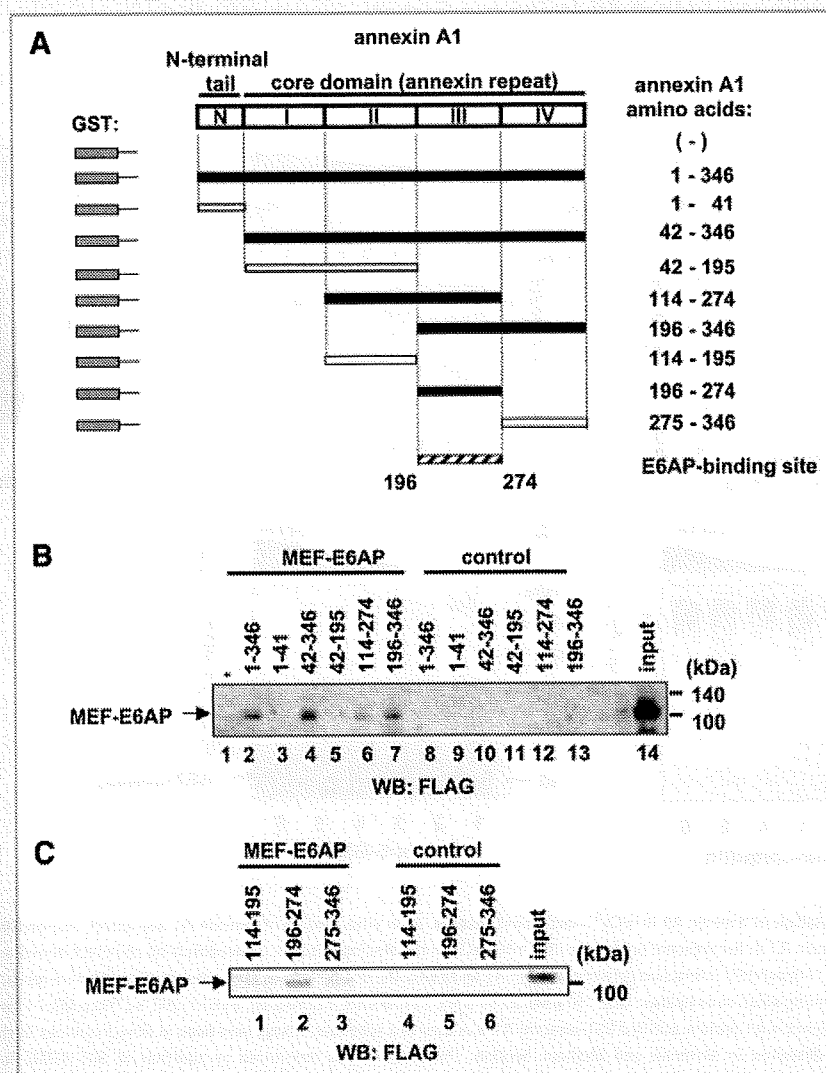 A
annexin A1
N-terminal tail
core domain (annexin repeat)
annexin A1 amino acids:
GST:
N I II III IV
( - )
1 - 346
1 - 41
42 - 346
42 - 195
114 - 274
196 - 346
114 - 195
196 - 274
275 - 346
E6AP-binding site
196 274
B
MEF-E6AP control
- 1-346 1-41 42-346 42-195 114-274 196-346 1-346 1-41 42-346 42-195 114-274 196-346 input
(kDa)
140
MEF-E6AP
100
1 2 3 4 5 6 7 8 9 10 11 12 13 14
WB: FLAG
C
MEF-E6AP control
114-195 196-274 275-346 114-195 196-274 275-346 input
(kDa)
MEF-E6AP
100
1 2 3 4 5 6
WB: FLAG